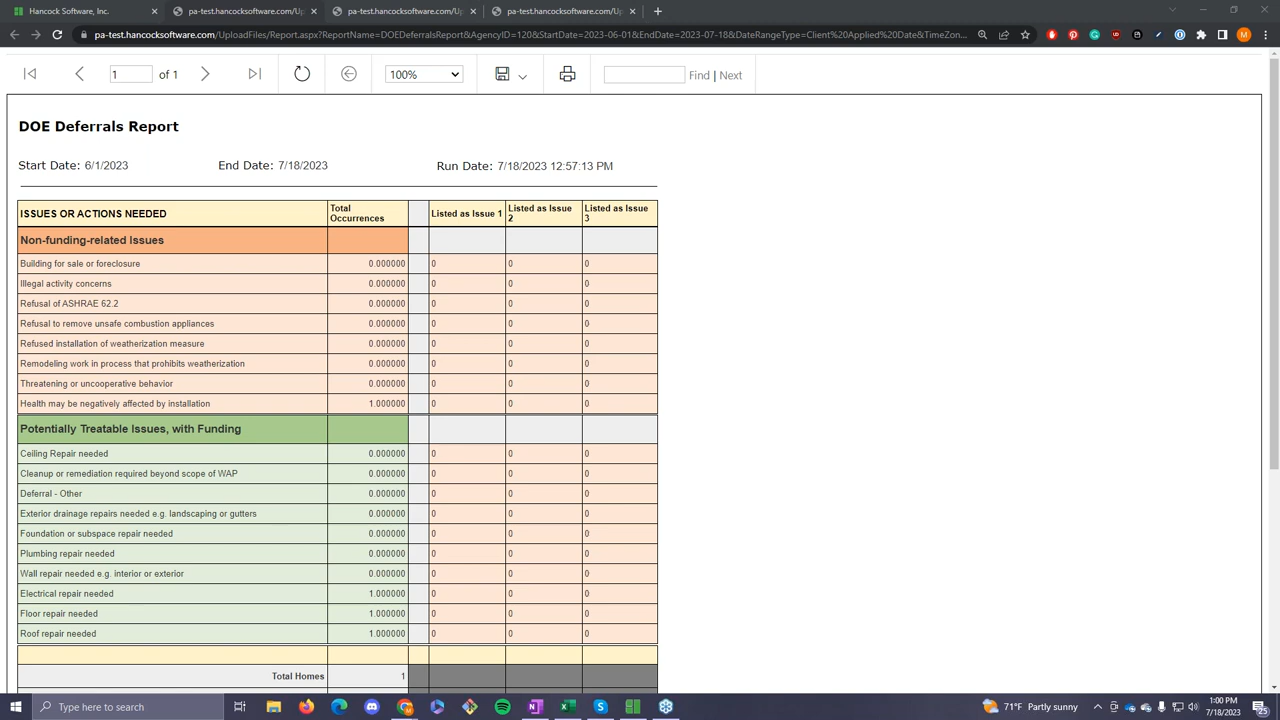 Hancock Software, Inc.
pa-test.hancocksoftware.com/Up
pa-test.hancocksoftware.com/Up
pa-test.hancocksoftware.com/Up
pa-test.hancocksoftware.com/UploadFiles/Report.aspx?ReportName=DOEDeferralsReport&AgencyID=120&StartDate=2023-06-01&EndDate=2023-07-18&DateRangeType=Client%20Applied%20Date&TimeZon...
M
1 of 1 100% Find | Next
DOE Deferrals Report
Start Date: 6/1/2023 End Date: 7/18/2023 Run Date: 7/18/2023 12:57:13 PM
ISSUES OR ACTIONS NEEDED Total Occurrences Listed as Issue 1 Listed as Issue 2 Listed as Issue 3
Non-funding-related Issues
Building for sale or foreclosure 0.000000 0 0 0
Illegal activity concerns 0.000000 0 0 0
Refusal of ASHRAE 62.2 0.000000 0 0 0
Refusal to remove unsafe combustion appliances 0.000000 0 0 0
Refused installation of weatherization measure 0.000000 0 0 0
Remodeling work in process that prohibits weatherization 0.000000 0 0 0
Threatening or uncooperative behavior 0.000000 0 0 0
Health may be negatively affected by installation 1.000000 0 0 0
Potentially Treatable Issues, with Funding
Ceiling Repair needed 0.000000 0 0 0
Cleanup or remediation required beyond scope of WAP 0.000000 0 0 0
Deferral - Other 0.000000 0 0 0
Exterior drainage repairs needed e.g. landscaping or gutters 0.000000 0 0 0
Foundation or subspace repair needed 0.000000 0 0 0
Plumbing repair needed 0.000000 0 0 0
Wall repair needed e.g. interior or exterior 0.000000 0 0 0
Electrical repair needed 1.000000 0 0 0
Floor repair needed 1.000000 0 0 0
Roof repair needed 1.000000 0 0 0
Total Homes 1
Type here to search
71°F Partly sunny
1:00 PM
7/18/2023
25